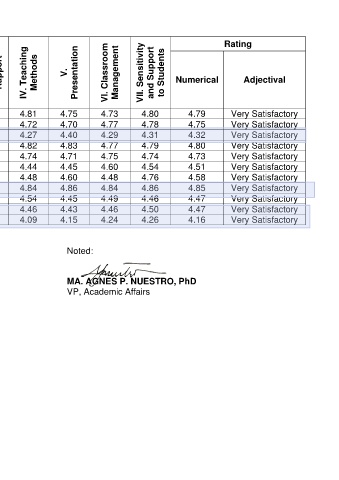 Rapport
IV. Teaching Methods
V. Presentation
VI. Classroom Management
VII. Sensitivity and Support to Students
Rating
Numerical Adjectival
4.81 4.75 4.73 4.80 4.79 Very Satisfactory
4.72 4.70 4.77 4.78 4.75 Very Satisfactory
4.27 4.40 4.29 4.31 4.32 Very Satisfactory
4.82 4.83 4.77 4.79 4.80 Very Satisfactory
4.74 4.71 4.75 4.74 4.73 Very Satisfactory
4.44 4.45 4.60 4.54 4.51 Very Satisfactory
4.48 4.60 4.48 4.76 4.58 Very Satisfactory
4.84 4.86 4.84 4.86 4.85 Very Satisfactory
4.54 4.45 4.49 4.46 4.47 Very Satisfactory
4.46 4.43 4.46 4.50 4.47 Very Satisfactory
4.09 4.15 4.24 4.26 4.16 Very Satisfactory
Noted:
MA. AGNES P. NUESTRO, PhD
VP, Academic Affairs